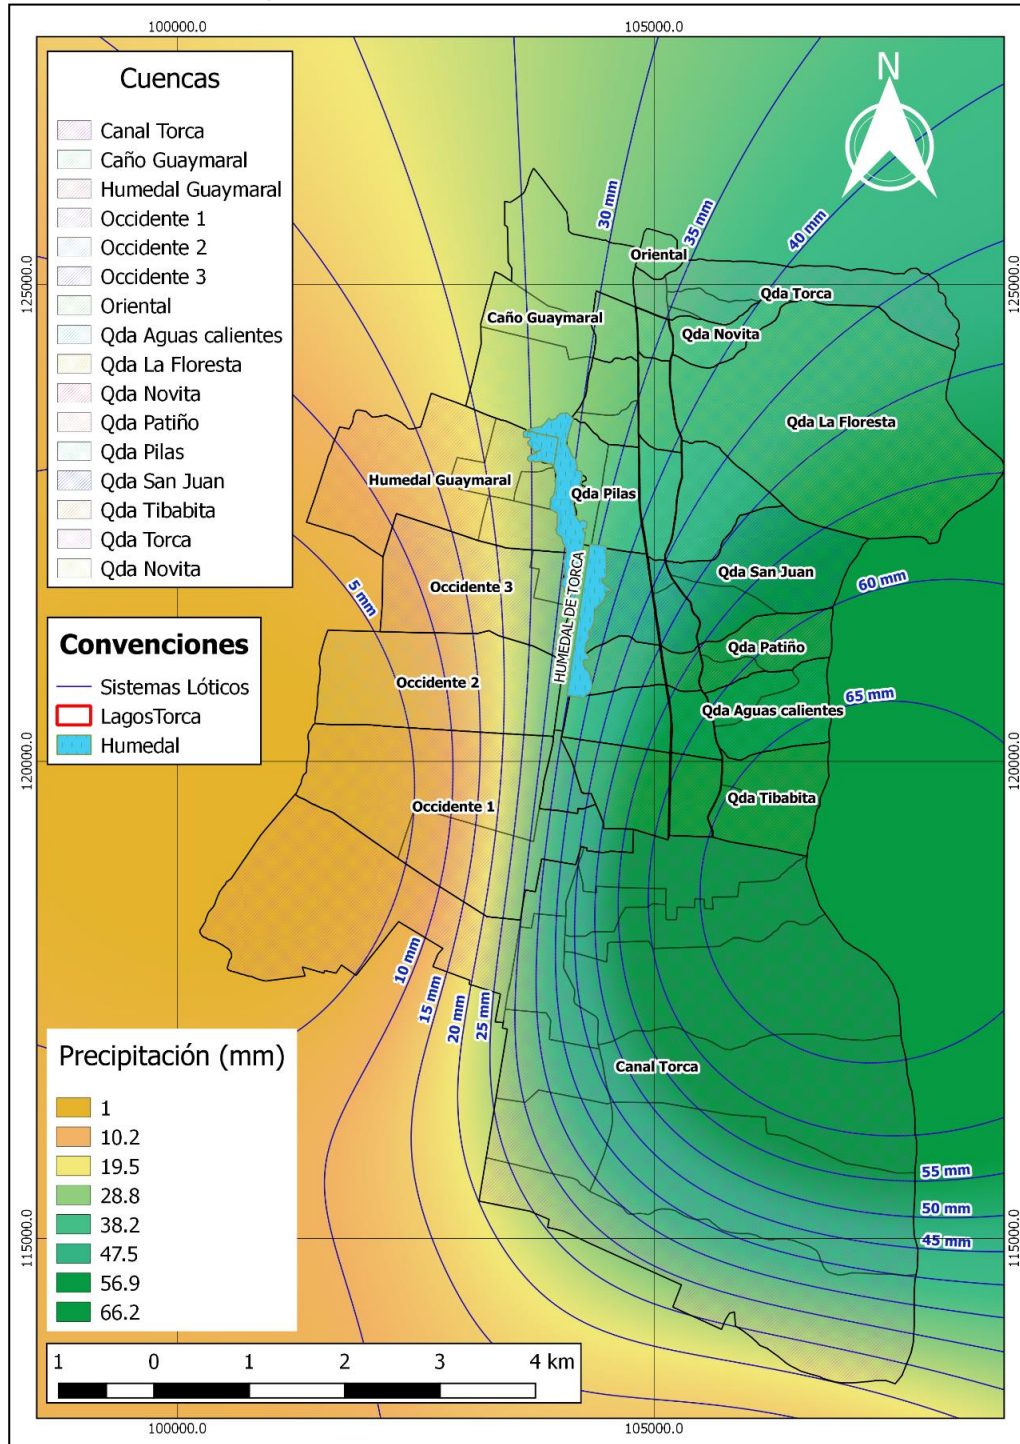 100000.0
105000.0
Cuencas
Canal Torca
Caño Guaymaral
Humedal Guaymaral
Occidente 1
Occidente 2
Occidente 3
Oriental
Qda Aguas calientes
Qda La Floresta
Qda Novita
Qda Patiño
Qda Pilas
Qda San Juan
Qda Tibabita
Qda Torca
Qda Novita
Convenciones
Sistemas Lóticos
LagosTorca
Humedal
Precipitación (mm)
1
10.2
19.5
28.8
38.2
47.5
56.9
66.2
1 0 1 2 3 4 km
N
30 mm
35 mm
40 mm
Oriental
Qda Torca
Caño Guaymaral
Qda Novita
Qda La Floresta
Humedal Guaymaral
Qda Pilas
5 mm
Occidente 3
Qda San Juan
60 mm
HUMEDAL DE TORCA
Qda Patiño
Occidente 2
Qda Aguas calientes
65 mm
Occidente 1
Qda Tibabita
10 mm
15 mm
20 mm
25 mm
Canal Torca
55 mm
50 mm
45 mm
125000.0
120000.0
115000.0
125000.0
120000.0
115000.0
100000.0
105000.0